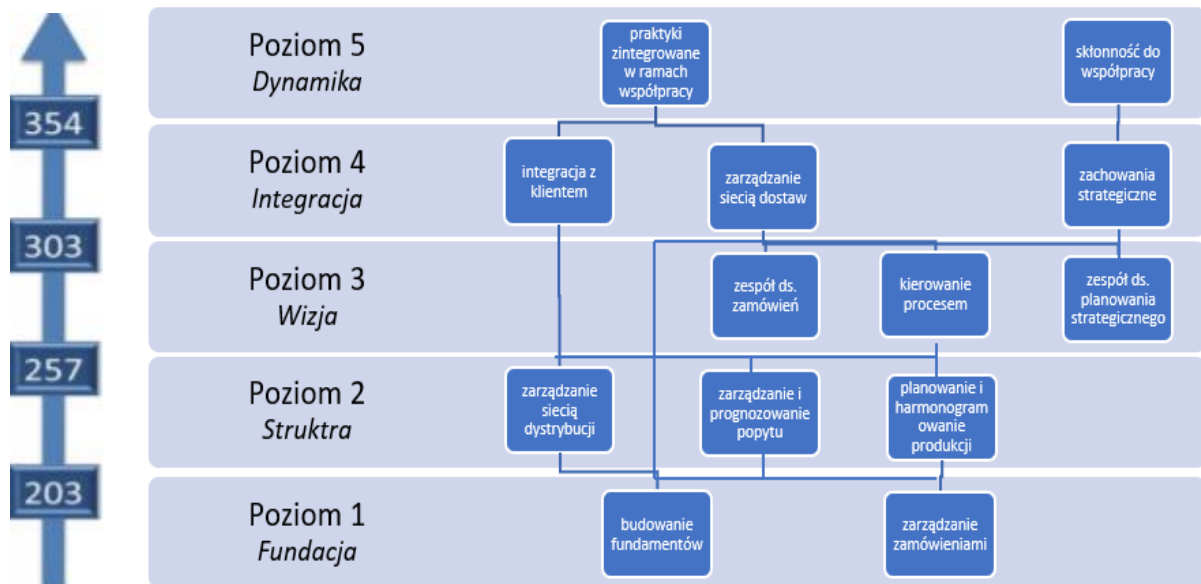 Poziom 5
Dynamika
praktyki
zintegrowane
w ramach
współpracy
skłonność do
współpracy
354
Poziom 4
Integracja
integracja z
klientem
zarządzanie
siecią dostaw
zachowania
strategiczne
303
Poziom 3
Wizja
zespół ds.
zamówień
kierowanie
procesem
zespół ds.
planowania
strategicznego
257
Poziom 2
Struktra
zarządzanie
siecią
dystrybucji
zarządzanie i
prognozowanie
popytu
planowanie i
harmonogram
owanie
produkcji
203
Poziom 1
Fundacja
budowanie
fundamentów
zarządzanie
zamówieniami